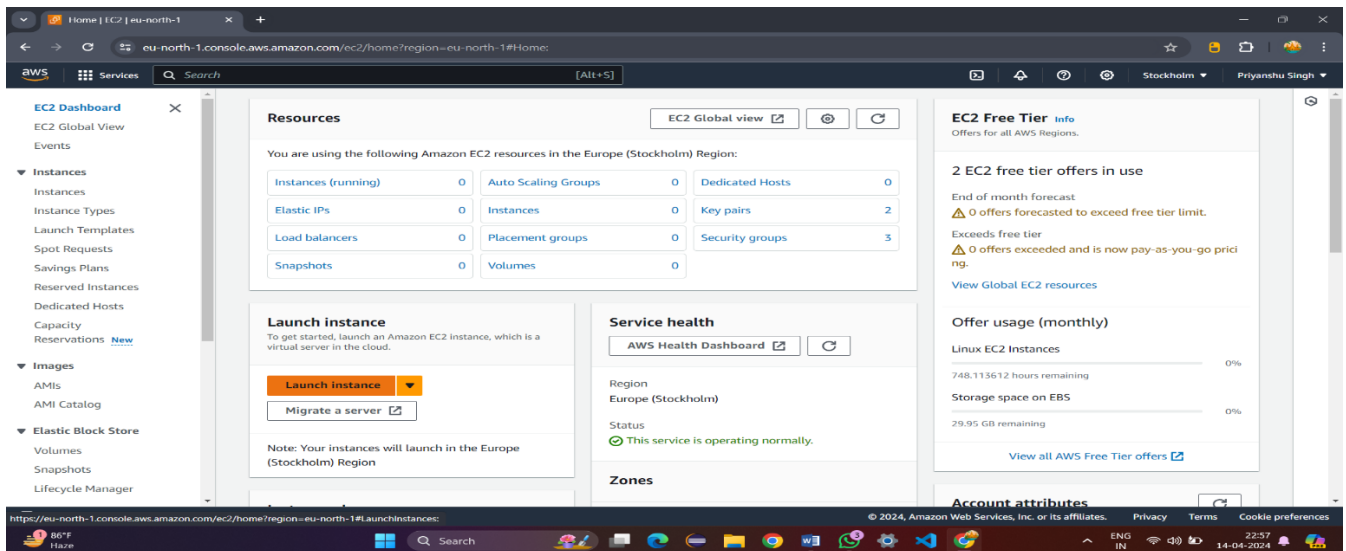 Home | EC2 | eu-north-1
eu-north-1.console.aws.amazon.com/ec2/home?region=eu-north-1#Home:
aws Services Search [Alt+S] Stockholm Priyanshu Singh
EC2 Dashboard
EC2 Global View
Events
Instances
Instances
Instance Types
Launch Templates
Spot Requests
Savings Plans
Reserved Instances
Dedicated Hosts
Capacity
Reservations New
Images
AMIs
AMI Catalog
Elastic Block Store
Volumes
Snapshots
Lifecycle Manager
Resources
EC2 Global view
You are using the following Amazon EC2 resources in the Europe (Stockholm) Region:
Instances (running) 0 Auto Scaling Groups 0 Dedicated Hosts 0
Elastic IPs 0 Instances 0 Key pairs 2
Load balancers 0 Placement groups 0 Security groups 3
Snapshots 0 Volumes 0
Launch instance
To get started, launch an Amazon EC2 instance, which is a
virtual server in the cloud.
Launch instance
Migrate a server
Note: Your instances will launch in the Europe
(Stockholm) Region
Service health
AWS Health Dashboard
Region
Europe (Stockholm)
Status
This service is operating normally.
Zones
EC2 Free Tier Info
Offers for all AWS Regions.
2 EC2 free tier offers in use
End of month forecast
0 offers forecasted to exceed free tier limit.
Exceeds free tier
0 offers exceeded and is now pay-as-you-go prici
ng.
View Global EC2 resources
Offer usage (monthly)
Linux EC2 Instances
0%
748.113612 hours remaining
Storage space on EBS
0%
29.95 GB remaining
View all AWS Free Tier offers
Account attributes
https://eu-north-1.console.aws.amazon.com/ec2/home?region=eu-north-1#LaunchInstances:
© 2024, Amazon Web Services, Inc. or its affiliates. Privacy Terms Cookie preferences
86°F
Haze
Search
ENG
IN
22:57
14-04-2024